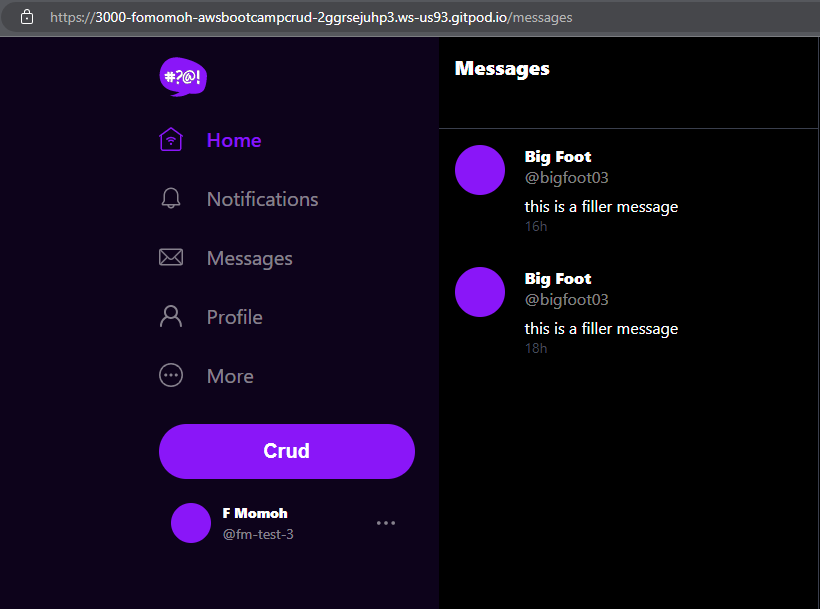 https://3000-fomomoh-awsbootcampcrud-2ggrsejuhp3.ws-us93.gitpod.io/messages
#?@!
Home
Notifications
Messages
Profile
More
Crud
F Momoh
@fm-test-3
Messages
Big Foot
@bigfoot03
this is a filler message
16h
Big Foot
@bigfoot03
this is a filler message
18h